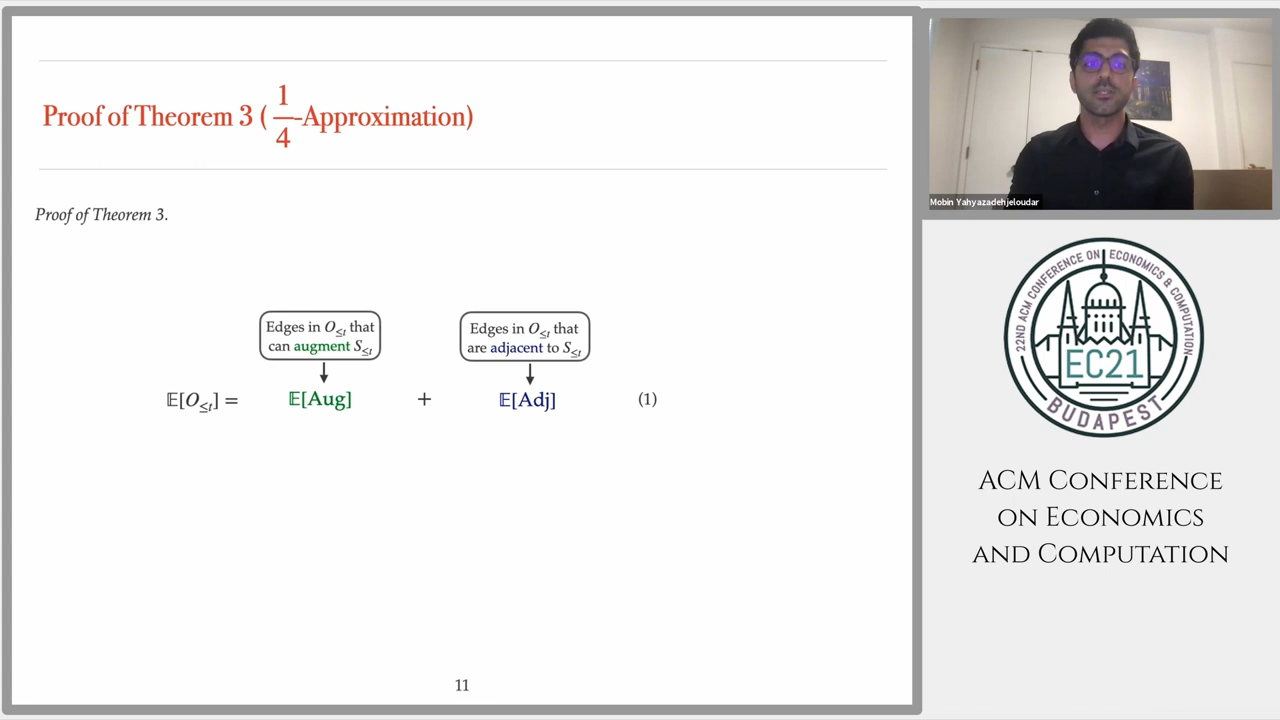 Proof of Theorem 3 ( 1/4-Approximation)
Proof of Theorem 3.
Edges in O≤t that
can augment S≤t
Edges in O≤t that
are adjacent to S≤t
𝔼[O≤t] = 𝔼[Aug] + 𝔼[Adj] (1)
11
Mobin Yahyazadehjeloudar
22ND ACM CONFERENCE ON ECONOMICS & COMPUTATION
EC21
BUDAPEST
ACM Conference
on Economics
and Computation